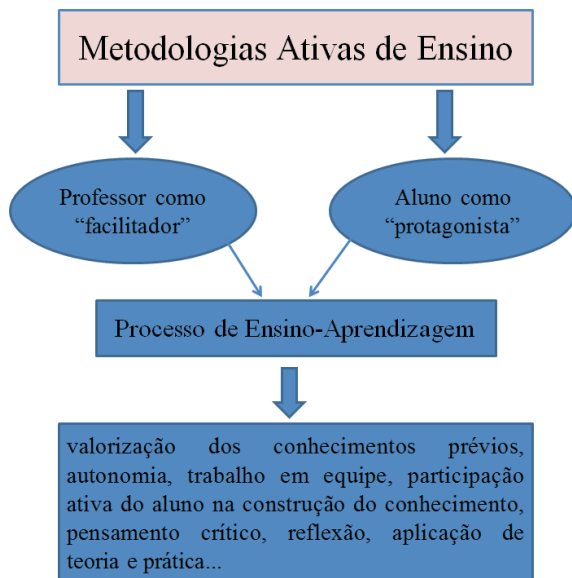 Metodologias Ativas de Ensino
Professor como
“facilitador”
Aluno como
“protagonista”
Processo de Ensino-Aprendizagem
valorização dos conhecimentos prévios,
autonomia, trabalho em equipe, participação
ativa do aluno na construção do conhecimento,
pensamento crítico, reflexão, aplicação de
teoria e prática...